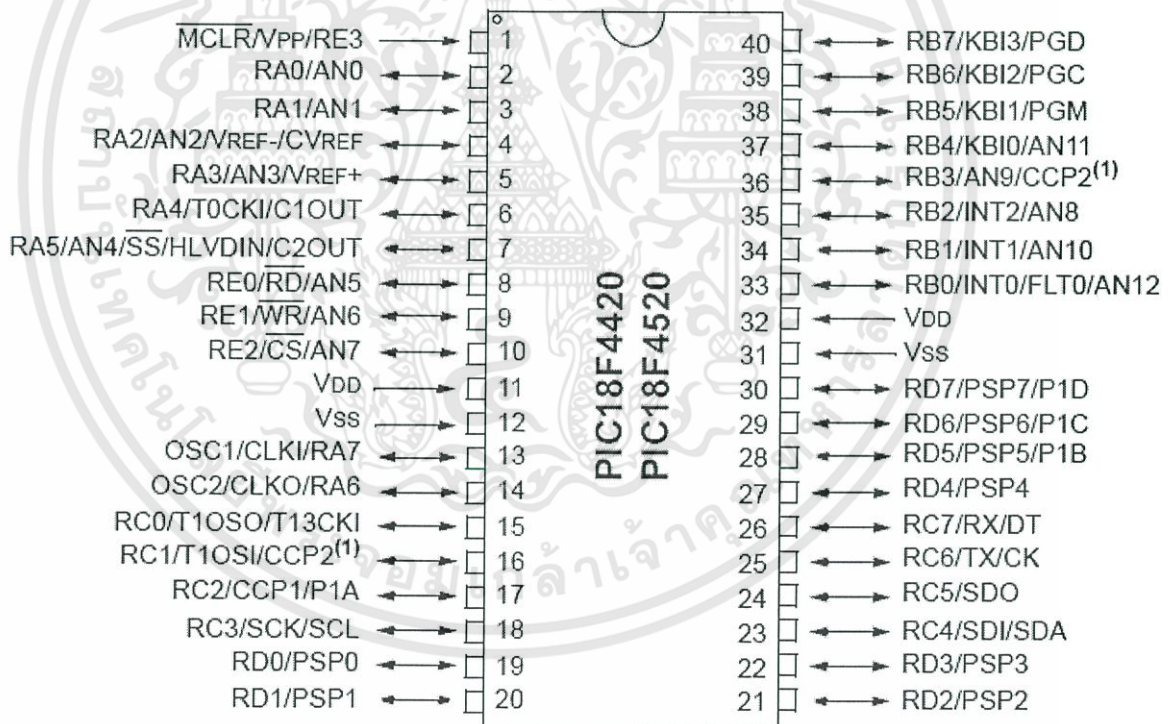 M̅C̅L̅R̅/VPP/RE3 1
RA0/AN0 2
RA1/AN1 3
RA2/AN2/VREF-/CVREF 4
RA3/AN3/VREF+ 5
RA4/T0CKI/C1OUT 6
RA5/AN4/S̅S̅/HLVDIN/C2OUT 7
RE0/R̅D̅/AN5 8
RE1/W̅R̅/AN6 9
RE2/C̅S̅/AN7 10
VDD 11
VSS 12
OSC1/CLKI/RA7 13
OSC2/CLKO/RA6 14
RC0/T1OSO/T13CKI 15
RC1/T1OSI/CCP2(1) 16
RC2/CCP1/P1A 17
RC3/SCK/SCL 18
RD0/PSP0 19
RD1/PSP1 20
PIC18F4420
PIC18F4520
40 RB7/KBI3/PGD
39 RB6/KBI2/PGC
38 RB5/KBI1/PGM
37 RB4/KBI0/AN11
36 RB3/AN9/CCP2(1)
35 RB2/INT2/AN8
34 RB1/INT1/AN10
33 RB0/INT0/FLT0/AN12
32 VDD
31 VSS
30 RD7/PSP7/P1D
29 RD6/PSP6/P1C
28 RD5/PSP5/P1B
27 RD4/PSP4
26 RC7/RX/DT
25 RC6/TX/CK
24 RC5/SDO
23 RC4/SDI/SDA
22 RD3/PSP3
21 RD2/PSP2